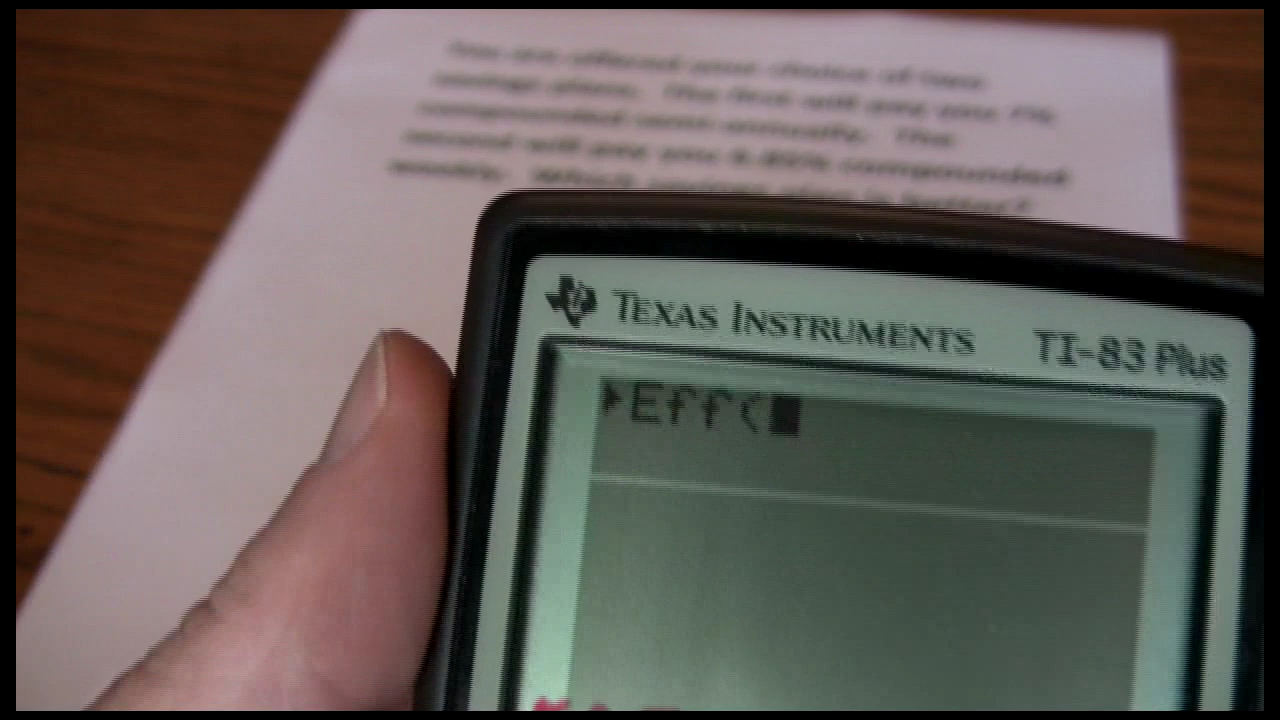 You are offered your choice of two
savings plans. The first will pay you 7%
compounded semi-annually. The
second will pay you 6.85% compounded
weekly. Which savings plan is better?
TEXAS INSTRUMENTS TI-83 Plus
►Eff(